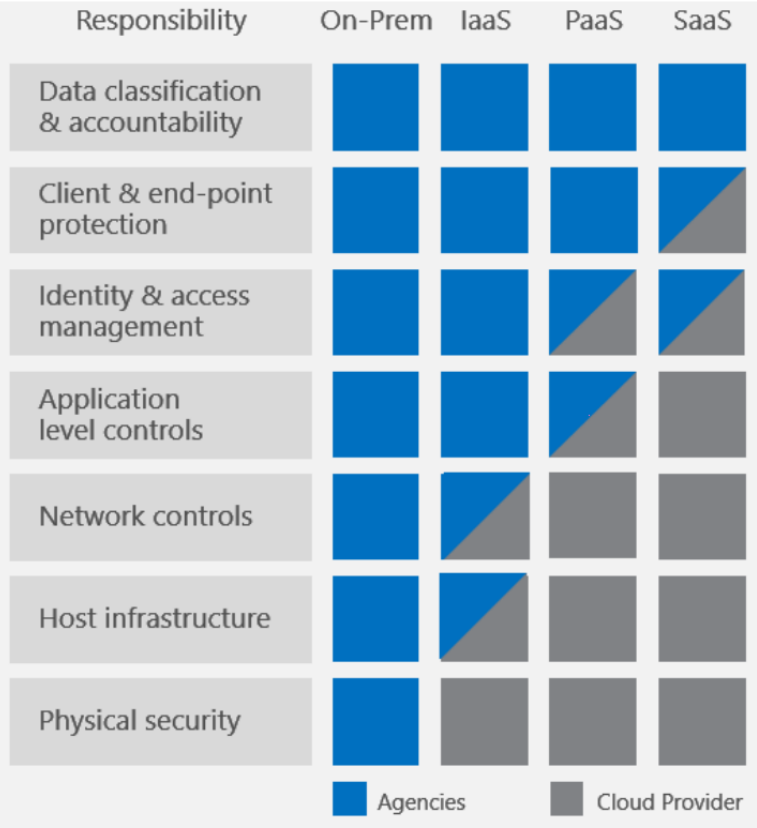 Responsibility On-Prem IaaS PaaS SaaS
Data classification
& accountability
Client & end-point
protection
Identity & access
management
Application
level controls
Network controls
Host infrastructure
Physical security
Agencies Cloud Provider